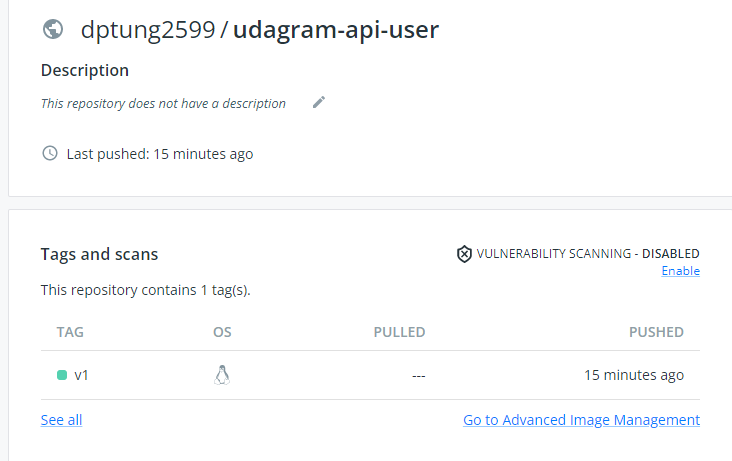 dptung2599 / udagram-api-user
Description
This repository does not have a description
Last pushed: 15 minutes ago
Tags and scans
VULNERABILITY SCANNING - DISABLED
Enable
This repository contains 1 tag(s).
TAG OS PULLED PUSHED
v1 --- 15 minutes ago
See all Go to Advanced Image Management